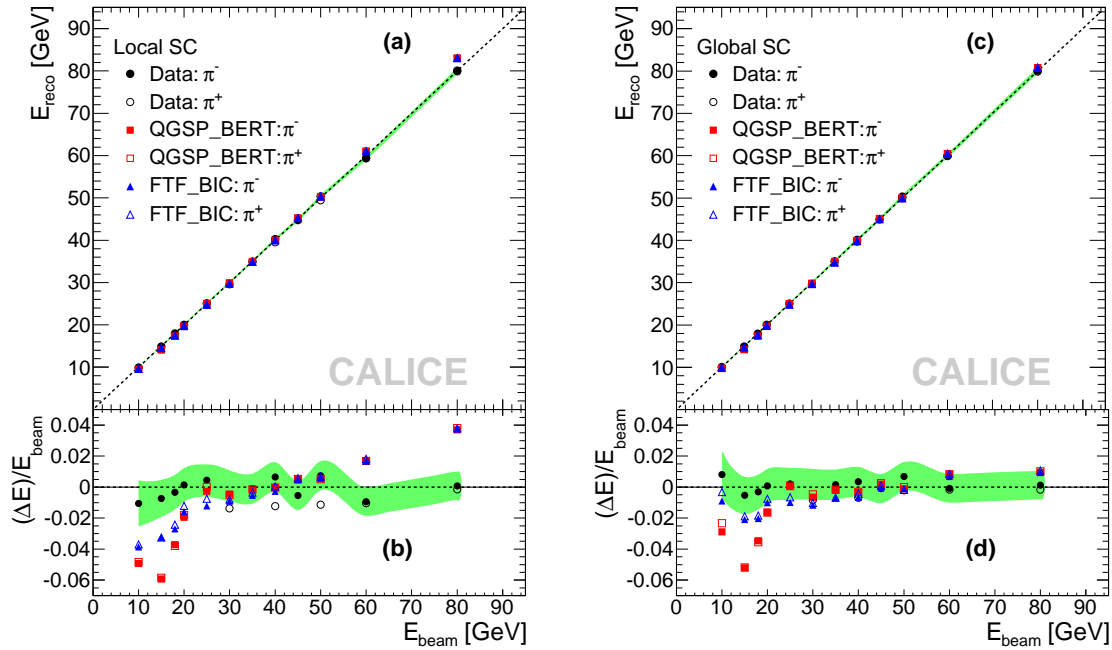 E_reco [GeV]
90
80
70
60
50
40
30
20
10
(a)
Local SC
Data: π⁻
Data: π⁺
QGSP_BERT:π⁻
QGSP_BERT:π⁺
FTF_BIC: π⁻
FTF_BIC: π⁺
CALICE
(ΔE)/E_beam
0.04
0.02
0
-0.02
-0.04
-0.06
(b)
0 10 20 30 40 50 60 70 80 90
E_beam [GeV]
E_reco [GeV]
90
80
70
60
50
40
30
20
10
(c)
Global SC
Data: π⁻
Data: π⁺
QGSP_BERT:π⁻
QGSP_BERT:π⁺
FTF_BIC: π⁻
FTF_BIC: π⁺
CALICE
(ΔE)/E_beam
0.04
0.02
0
-0.02
-0.04
-0.06
(d)
0 10 20 30 40 50 60 70 80 90
E_beam [GeV]